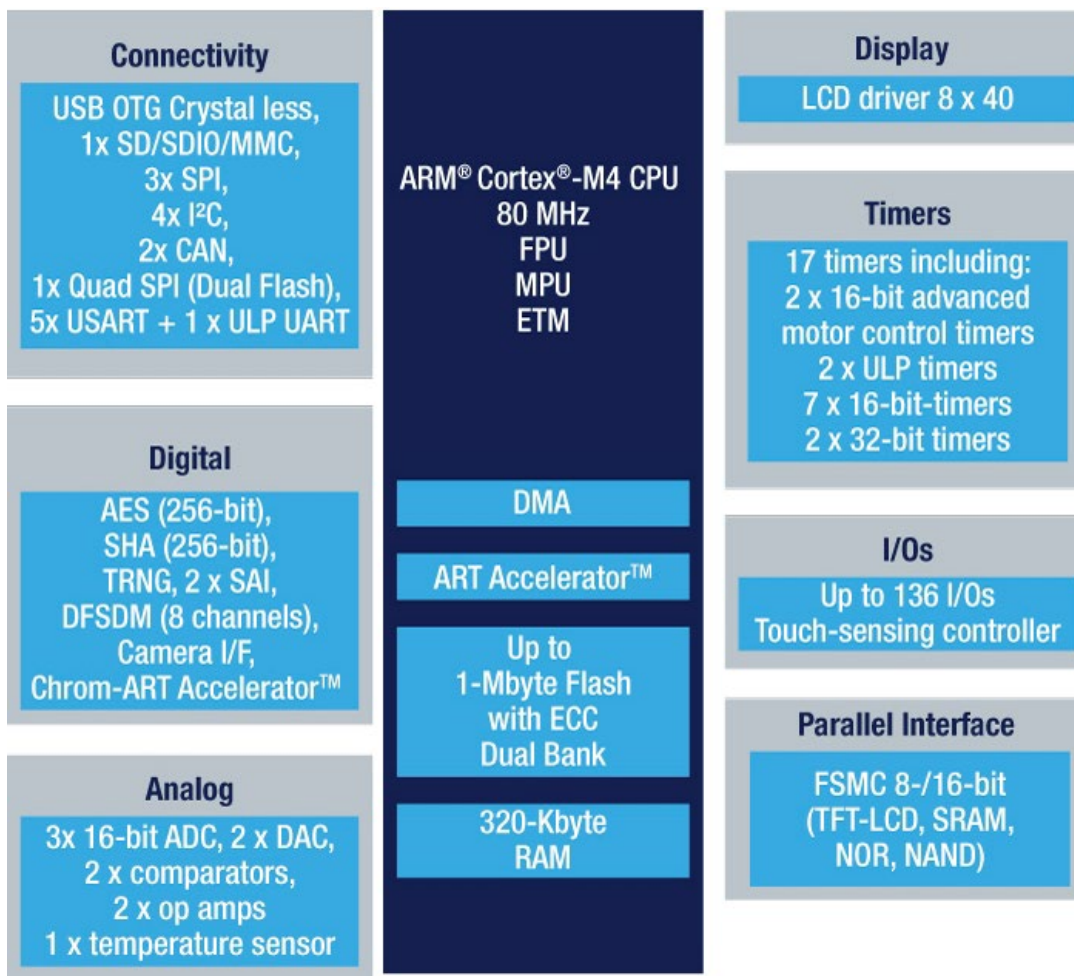 Connectivity
USB OTG Crystal less,
1x SD/SDIO/MMC,
3x SPI,
4x I²C,
2x CAN,
1x Quad SPI (Dual Flash),
5x USART + 1 x ULP UART
Digital
AES (256-bit),
SHA (256-bit),
TRNG, 2 x SAI,
DFSDM (8 channels),
Camera I/F,
Chrom-ART Accelerator™
Analog
3x 16-bit ADC, 2 x DAC,
2 x comparators,
2 x op amps
1 x temperature sensor
ARM® Cortex®-M4 CPU
80 MHz
FPU
MPU
ETM
DMA
ART Accelerator™
Up to
1-Mbyte Flash
with ECC
Dual Bank
320-Kbyte
RAM
Display
LCD driver 8 x 40
Timers
17 timers including:
2 x 16-bit advanced
motor control timers
2 x ULP timers
7 x 16-bit-timers
2 x 32-bit timers
I/Os
Up to 136 I/Os
Touch-sensing controller
Parallel Interface
FSMC 8-/16-bit
(TFT-LCD, SRAM,
NOR, NAND)